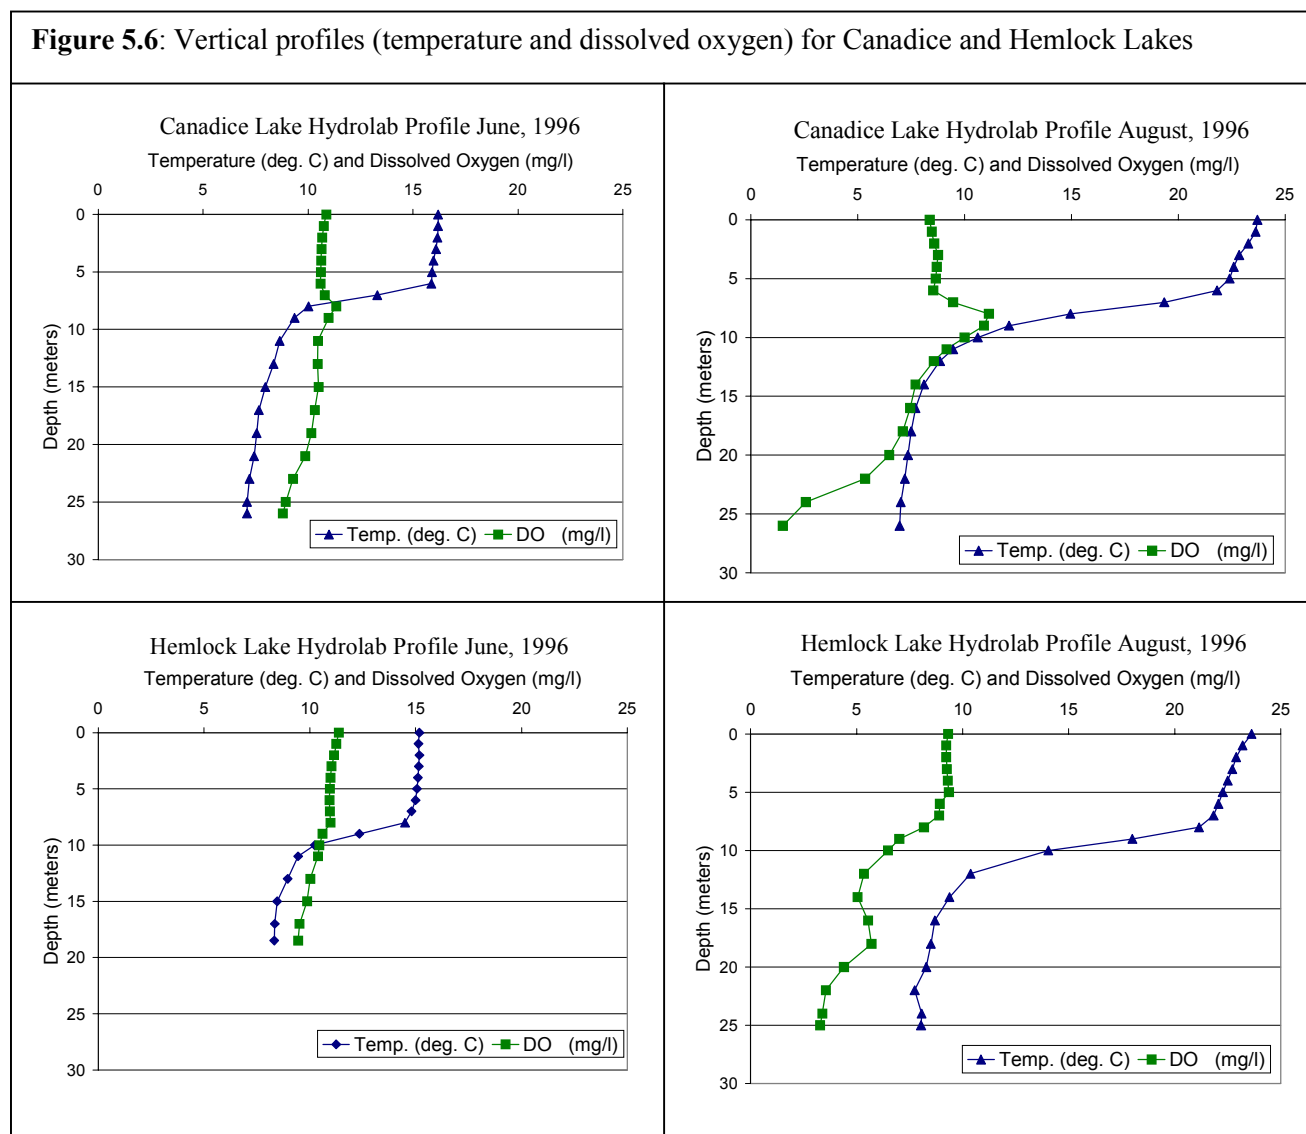 Figure 5.6: Vertical profiles (temperature and dissolved oxygen) for Canadice and Hemlock Lakes
Canadice Lake Hydrolab Profile June, 1996
Temperature (deg. C) and Dissolved Oxygen (mg/l)
0 5 10 15 20 25
0
5
10
15
20
25
30
Depth (meters)
Temp. (deg. C) DO (mg/l)
Canadice Lake Hydrolab Profile August, 1996
Temperature (deg. C) and Dissolved Oxygen (mg/l)
0 5 10 15 20 25
0
5
10
15
20
25
30
Depth (meters)
Temp. (deg. C) DO (mg/l)
Hemlock Lake Hydrolab Profile June, 1996
Temperature (deg. C) and Dissolved Oxygen (mg/l)
0 5 10 15 20 25
0
5
10
15
20
25
30
Depth (meters)
Temp. (deg. C) DO (mg/l)
Hemlock Lake Hydrolab Profile August, 1996
Temperature (deg. C) and Dissolved Oxygen (mg/l)
0 5 10 15 20 25
0
5
10
15
20
25
30
Depth (meters)
Temp. (deg. C) DO (mg/l)